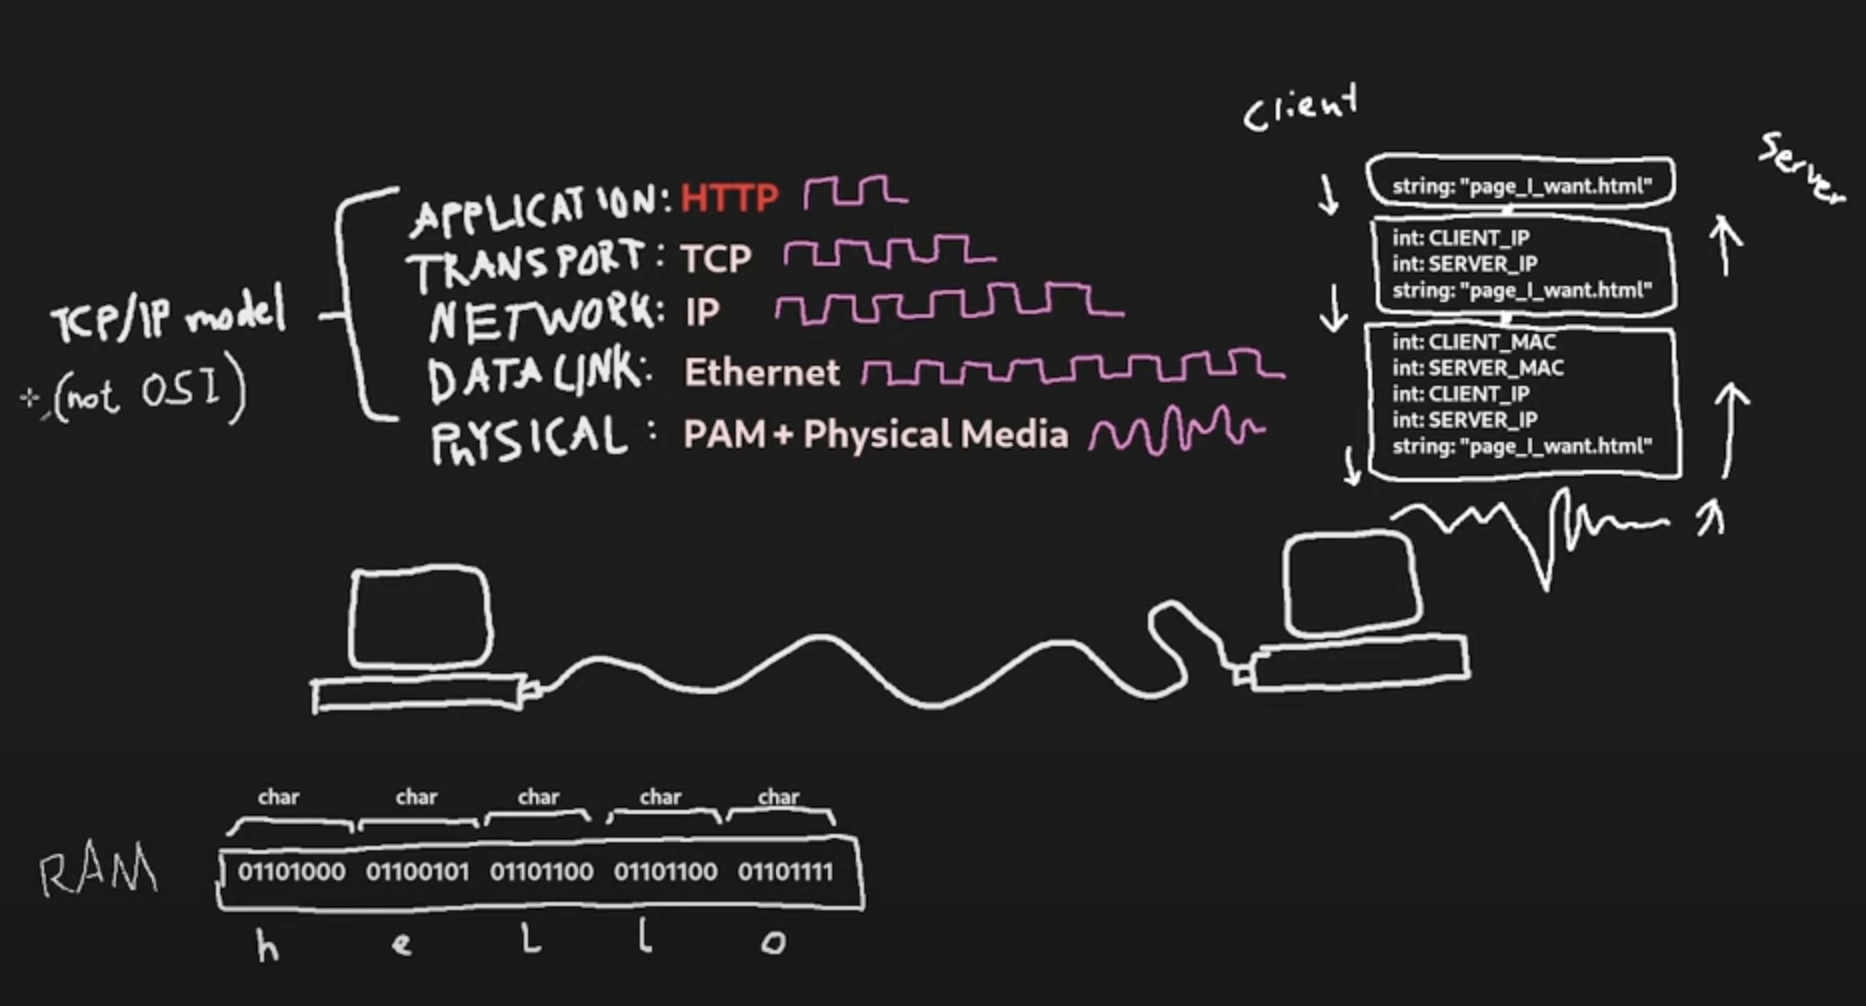 TCP/IP model
(not OSI)
APPLICATION: HTTP
TRANSPORT: TCP
NETWORK: IP
DATA LINK: Ethernet
PHYSICAL: PAM + Physical Media
Client
Server
string: "page_I_want.html"
int: CLIENT_IP
int: SERVER_IP
string: "page_I_want.html"
int: CLIENT_MAC
int: SERVER_MAC
int: CLIENT_IP
int: SERVER_IP
string: "page_I_want.html"
char char char char char
RAM
01101000 01100101 01101100 01101100 01101111
h e L l o